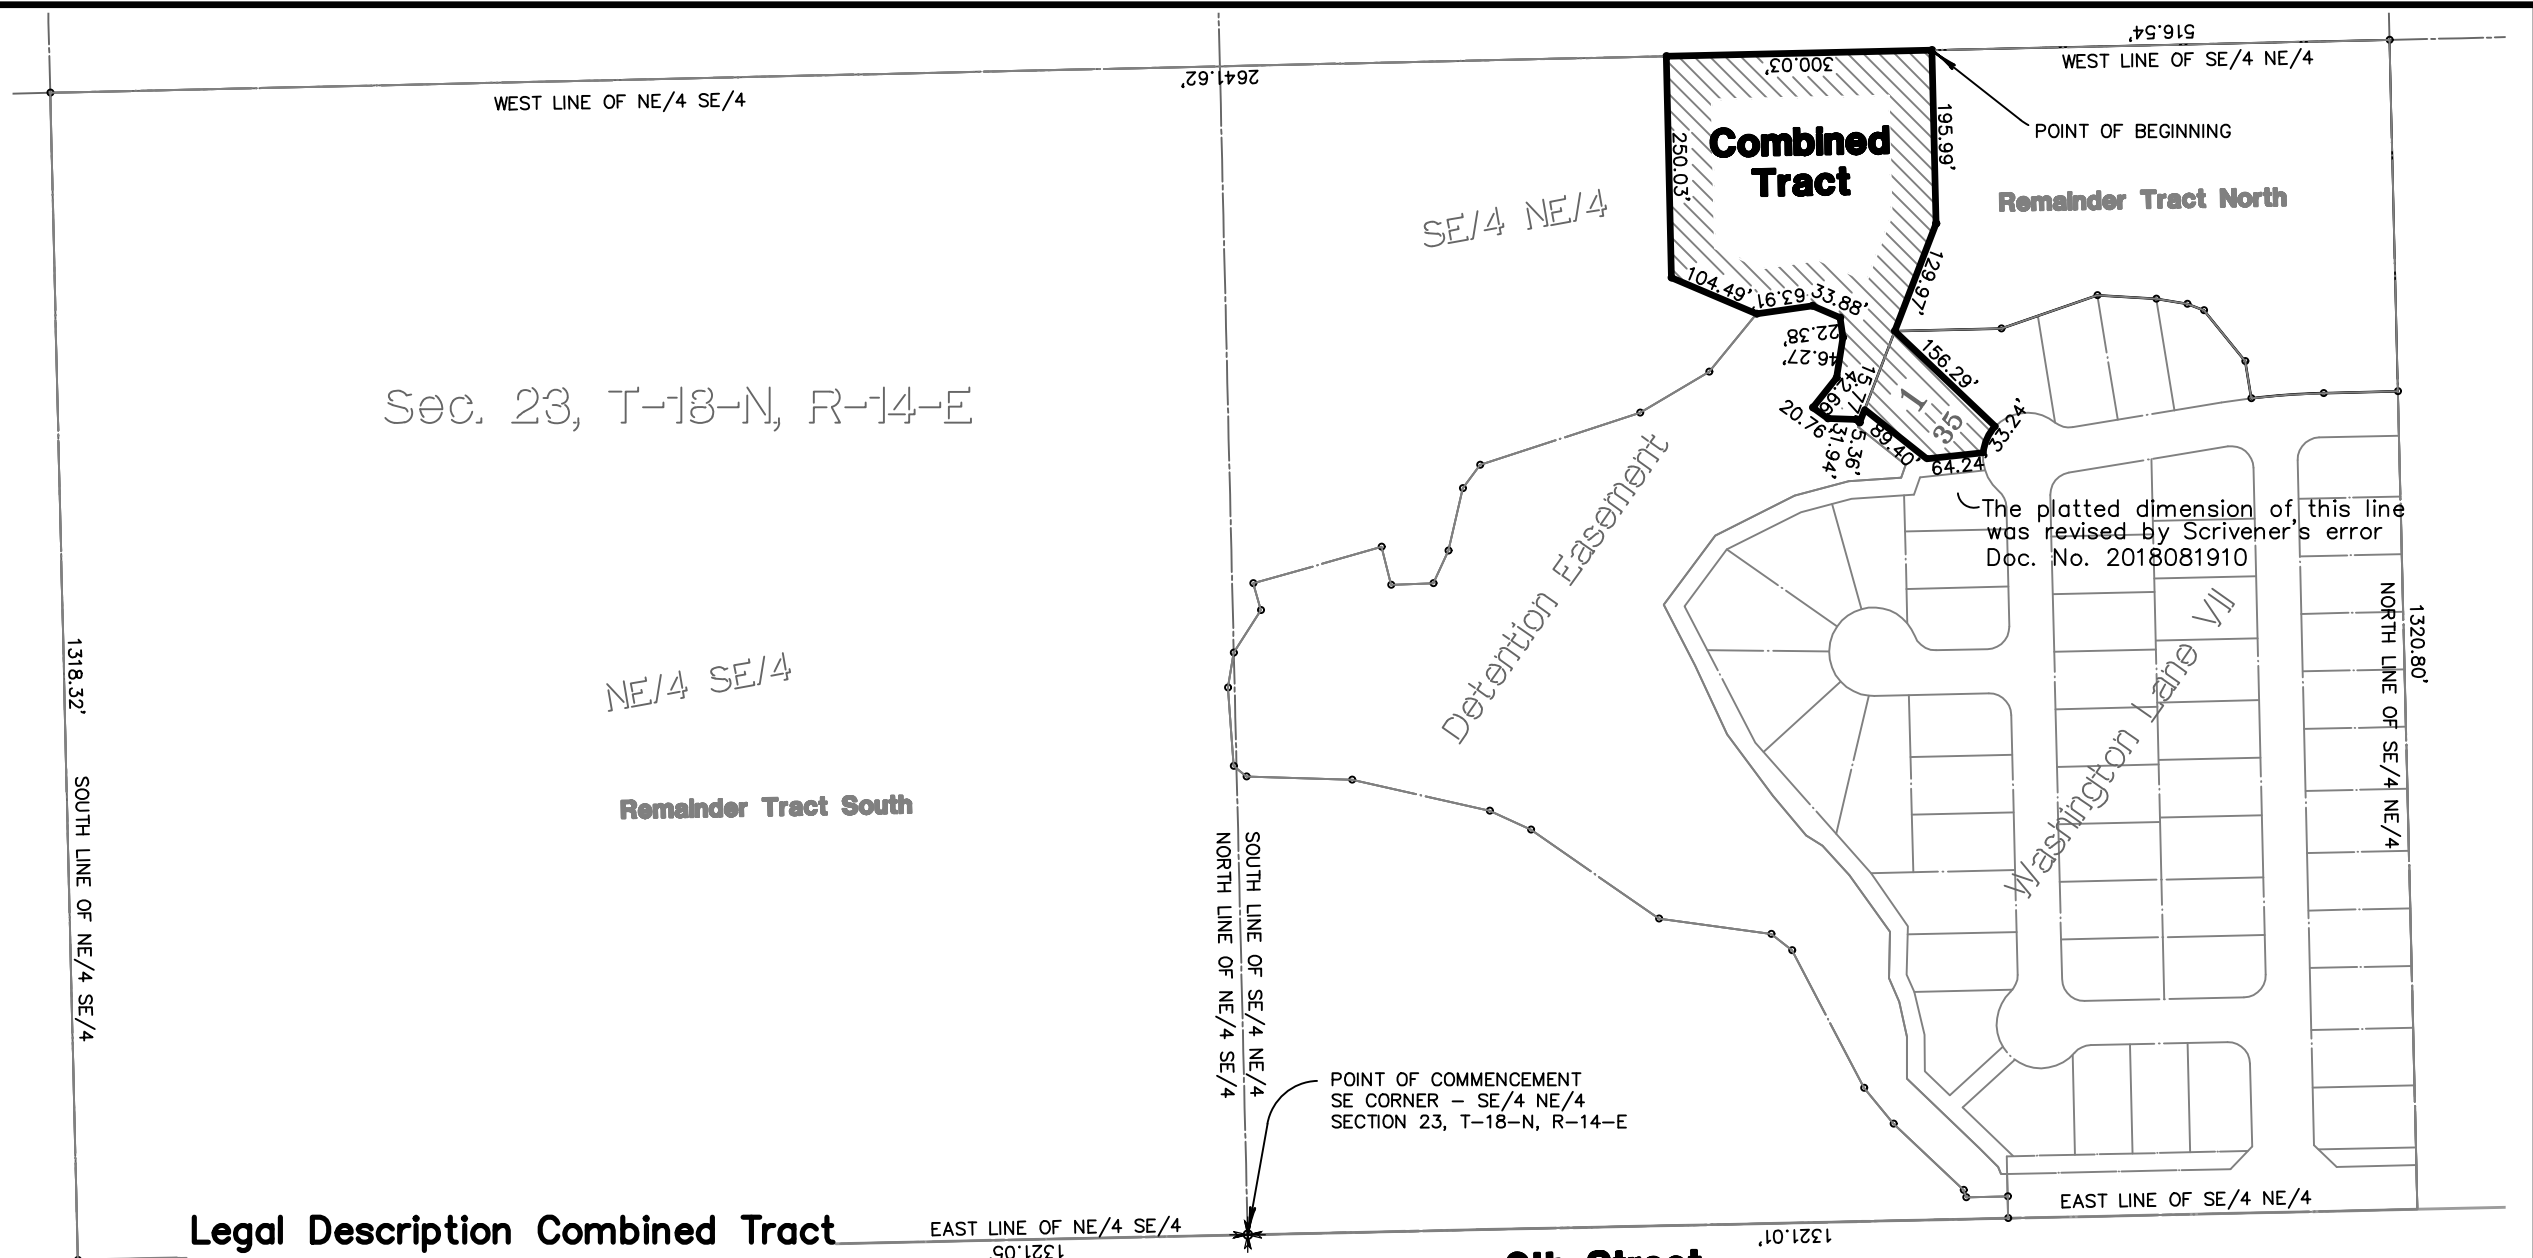 516.54'
WEST LINE OF SE/4 NE/4
2641.62'
WEST LINE OF NE/4 SE/4
300.03'
195.99'
POINT OF BEGINNING
Combined
Tract
250.03'
Remainder Tract North
SE/4 NE/4
129.97'
104.49'
63.91'
33.88'
22.38'
46.27'
156.29'
15.77'
42.66'
1
35
20.76'
31.94'
5.36'
89.40'
33.24'
64.24'
Sec. 23, T-18-N, R-14-E
Detention Easement
The platted dimension of this line
was revised by Scrivener's error
Doc. No. 2018081910
Washington Lane VII
NORTH LINE OF SE/4 NE/4
1320.80'
1318.32'
SOUTH LINE OF NE/4 SE/4
NE/4 SE/4
Remainder Tract South
NORTH LINE OF NE/4 SE/4
SOUTH LINE OF SE/4 NE/4
POINT OF COMMENCEMENT
SE CORNER - SE/4 NE/4
SECTION 23, T-18-N, R-14-E
EAST LINE OF SE/4 NE/4
Legal Description Combined Tract
EAST LINE OF NE/4 SE/4
1321.05'
1321.01'
Street